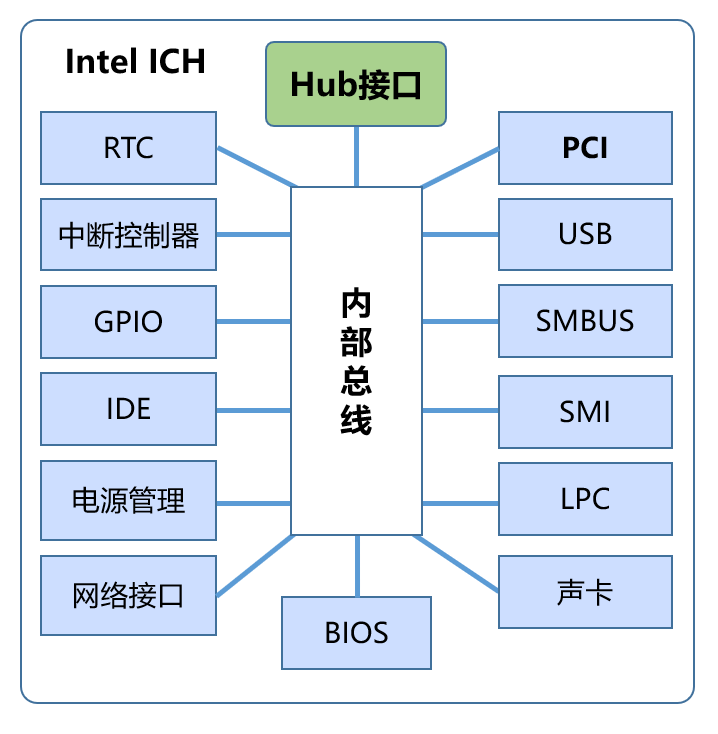 Intel ICH
Hub接口
RTC
PCI
中断控制器
USB
GPIO
SMBUS
内
部
总
线
IDE
SMI
电源管理
LPC
网络接口
声卡
BIOS